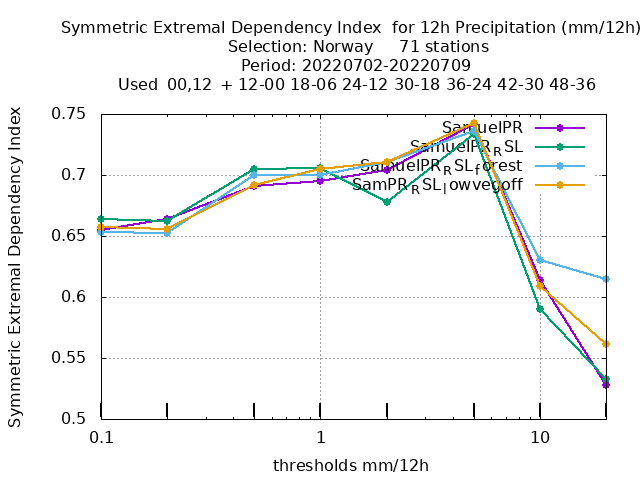 Symmetric Extremal Dependency Index  for 12h Precipitation (mm/12h)
Selection: Norway     71 stations
Period: 20220702-20220709
Used  00,12  + 12-00 18-06 24-12 30-18 36-24 42-30 48-36
Symmetric Extremal Dependency Index
0.75
0.7
0.65
0.6
0.55
0.5
SamuelPR
SamuelPR_RSL
SamuelPR_RSL_forest
SamPR_RSL_lowvegoff
0.1
1
10
thresholds mm/12h